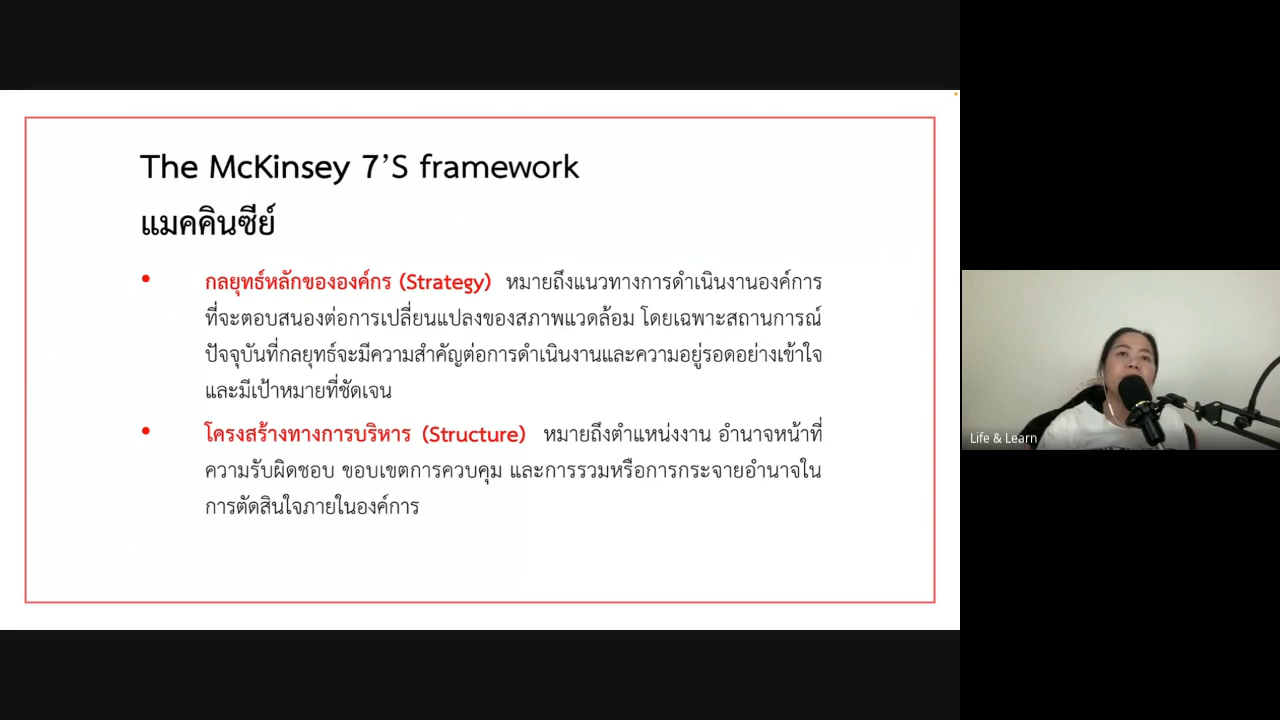 The McKinsey 7’S framework
แมคคินซีย์
• กลยุทธ์หลักขององค์กร (Strategy) หมายถึงแนวทางการดำเนินงานองค์การ
ที่จะตอบสนองต่อการเปลี่ยนแปลงของสภาพแวดล้อม โดยเฉพาะสถานการณ์
ปัจจุบันที่กลยุทธ์จะมีความสำคัญต่อการดำเนินงานและความอยู่รอดอย่างเข้าใจ
และมีเป้าหมายที่ชัดเจน
• โครงสร้างทางการบริหาร (Structure) หมายถึงตำแหน่งงาน อำนาจหน้าที่
ความรับผิดชอบ ขอบเขตการควบคุม และการรวมหรือการกระจายอำนาจใน
การตัดสินใจภายในองค์การ
Life & Learn